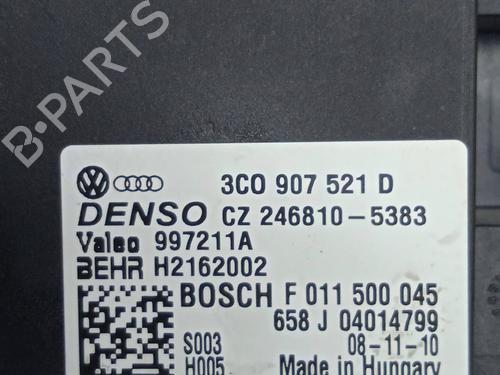 B-PARTS
3C0 907 521 D
DENSO CZ 246810-5383
Valeo 997211A
BEHR H2162002
BOSCH F 011 500 045
658 J 04014799
S003 08-11-10
H005 Made in Hungary